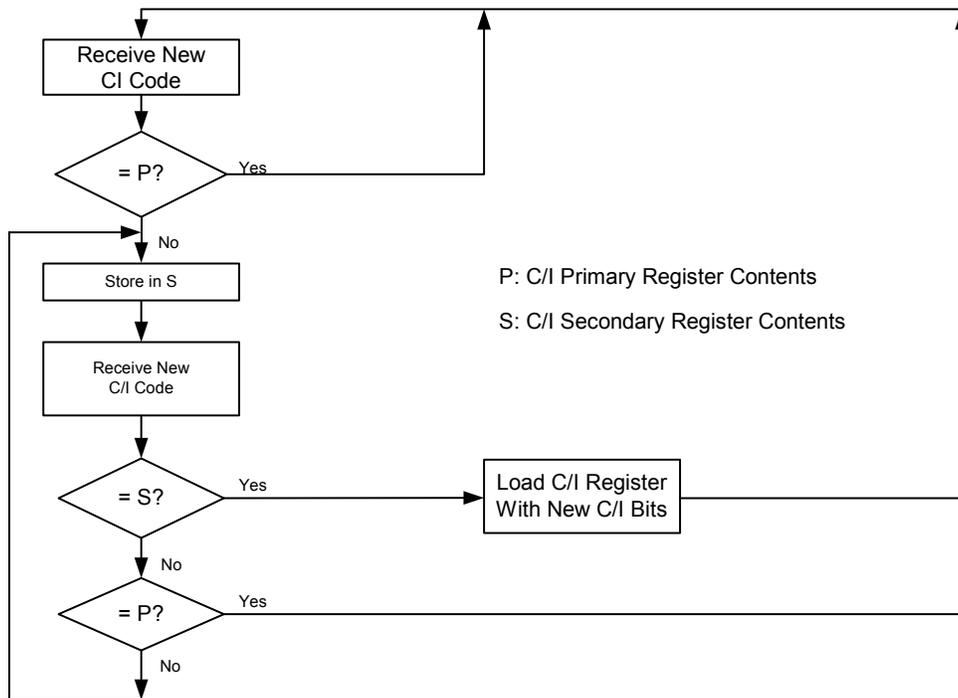 Receive New
CI Code
= P?
Yes
No
Store in S
P: C/I Primary Register Contents
S: C/I Secondary Register Contents
Receive New
C/I Code
= S?
Yes
Load C/I Register
With New C/I Bits
No
= P?
Yes
No